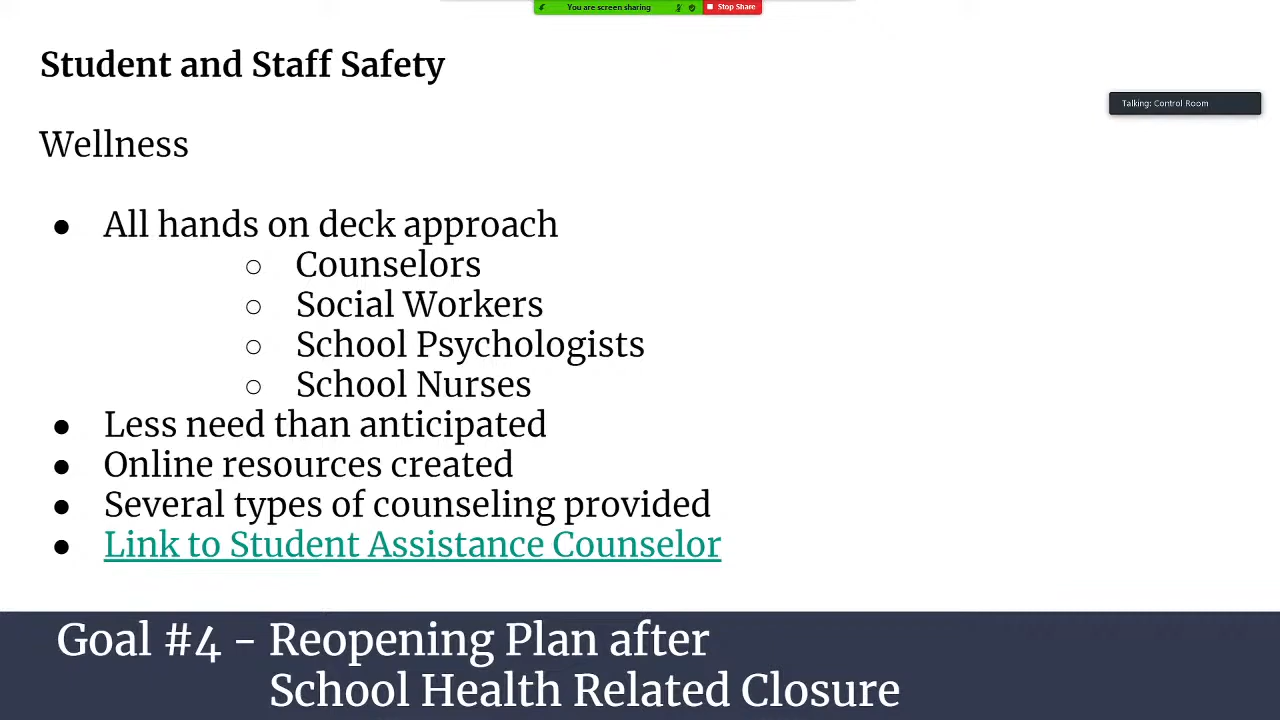 You are screen sharing
Stop Share
Student and Staff Safety
Talking: Control Room
Wellness
● All hands on deck approach
○ Counselors
○ Social Workers
○ School Psychologists
○ School Nurses
● Less need than anticipated
● Online resources created
● Several types of counseling provided
● Link to Student Assistance Counselor
Goal #4 - Reopening Plan after
School Health Related Closure